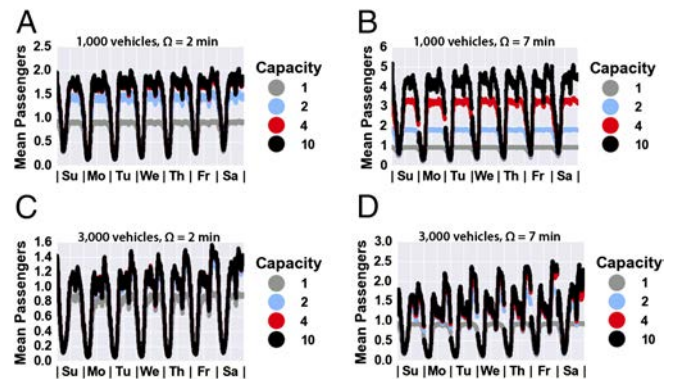 A
1,000 vehicles, Ω = 2 min
Mean Passengers
2.5
2.0
1.5
1.0
0.5
0.0
| Su | Mo | Tu | We | Th | Fr | Sa |
Capacity
1
2
4
10
B
1,000 vehicles, Ω = 7 min
Mean Passengers
6
5
4
3
2
1
0
| Su | Mo | Tu | We | Th | Fr | Sa |
Capacity
1
2
4
10
C
3,000 vehicles, Ω = 2 min
Mean Passengers
1.6
1.4
1.2
1.0
0.8
0.6
0.4
0.2
0.0
| Su | Mo | Tu | We | Th | Fr | Sa |
Capacity
1
2
4
10
D
3,000 vehicles, Ω = 7 min
Mean Passengers
3.0
2.5
2.0
1.5
1.0
0.5
0.0
| Su | Mo | Tu | We | Th | Fr | Sa |
Capacity
1
2
4
10